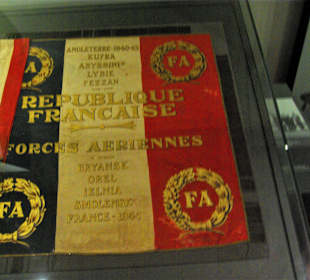 ANGLETERRE-1940-43
KUFRA
FA
FA
ABYSSINIE
LYBIE
FEZZAN
REPUBLIQUE
FRANÇAISE
FORCES AERIENNES
BRYANSK
OREL
FA
FA
IELNIA
SMOLENSK
FRANCE-1944